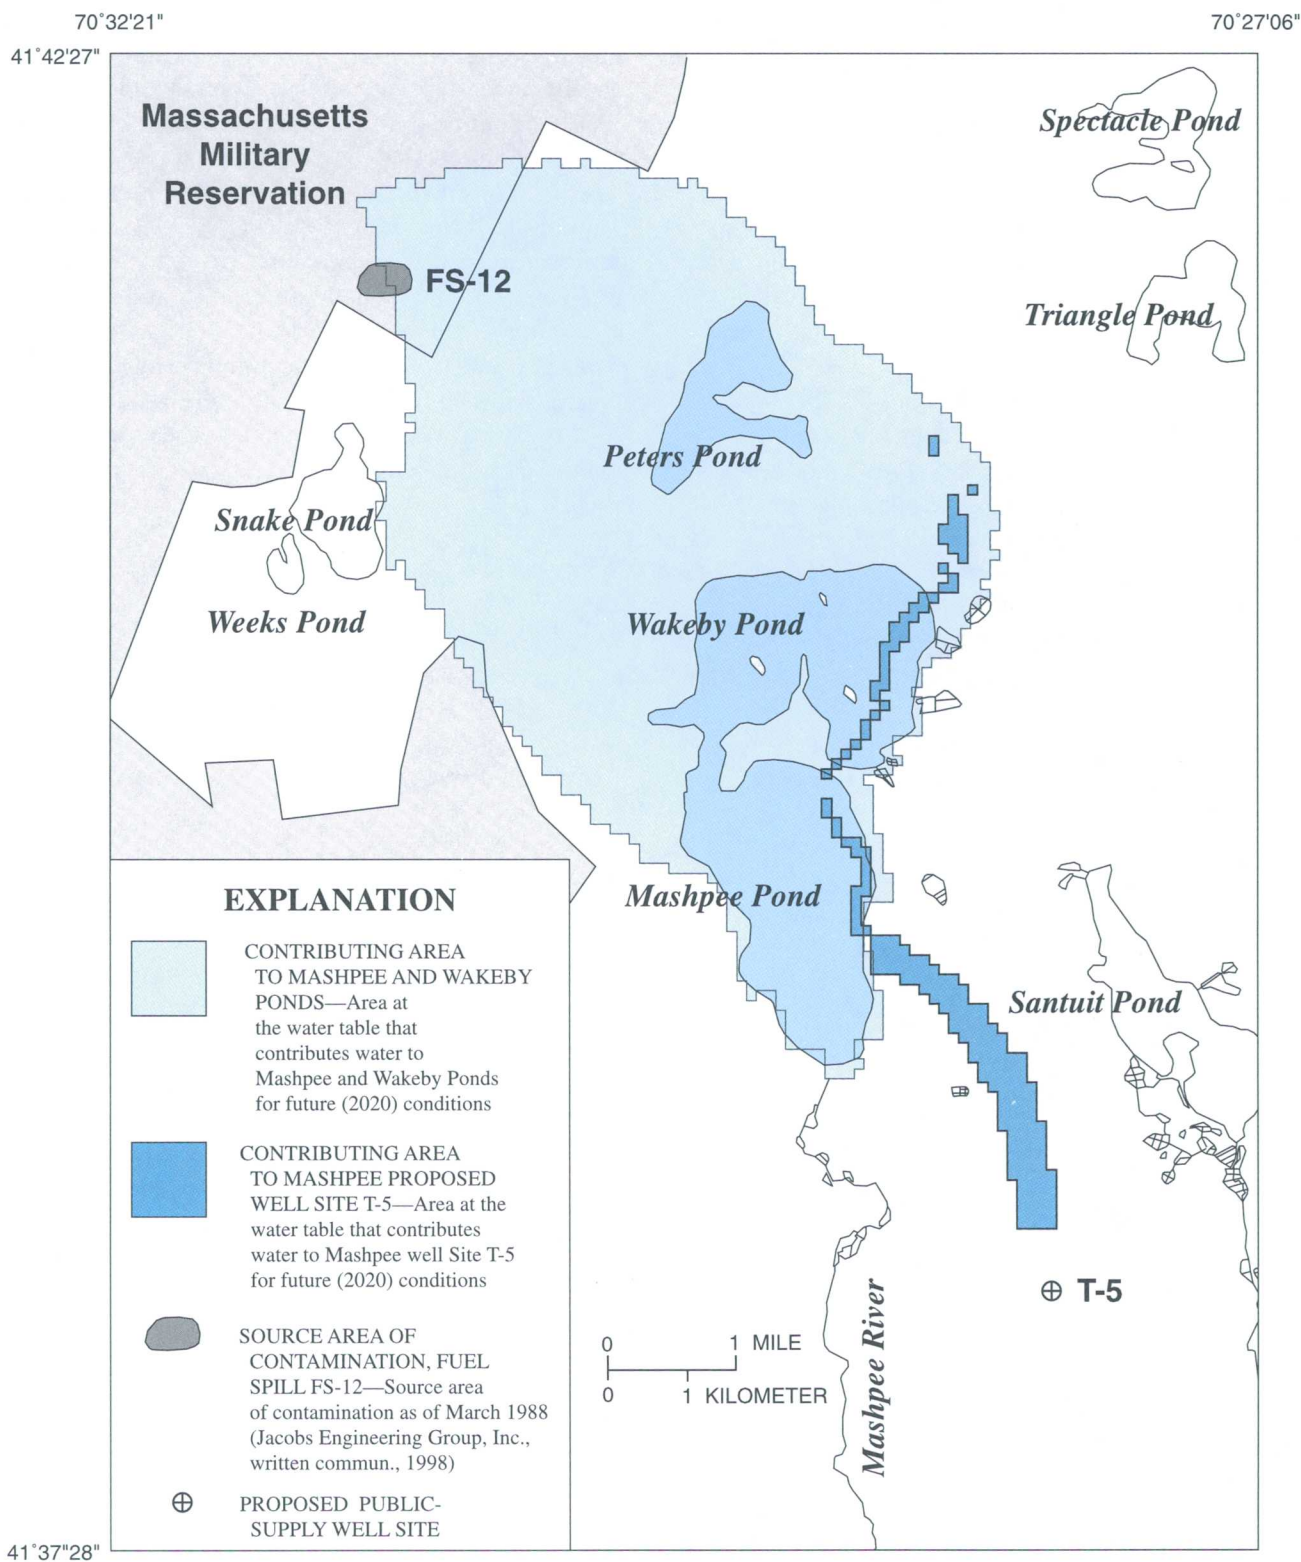 70°32'21"
70°27'06"
41°42'27"
Massachusetts
Military
Reservation
Spectacle Pond
FS-12
Triangle Pond
Peters Pond
Snake Pond
Weeks Pond
Wakeby Pond
Mashpee Pond
Santuit Pond
T-5
Mashpee River
0 1 MILE
0 1 KILOMETER
EXPLANATION
CONTRIBUTING AREA
TO MASHPEE AND WAKEBY
PONDS—Area at
the water table that
contributes water to
Mashpee and Wakeby Ponds
for future (2020) conditions
CONTRIBUTING AREA
TO MASHPEE PROPOSED
WELL SITE T-5—Area at the
water table that contributes
water to Mashpee well Site T-5
for future (2020) conditions
SOURCE AREA OF
CONTAMINATION, FUEL
SPILL FS-12—Source area
of contamination as of March 1988
(Jacobs Engineering Group, Inc.,
written commun., 1998)
PROPOSED PUBLIC-
SUPPLY WELL SITE
41°37"28"